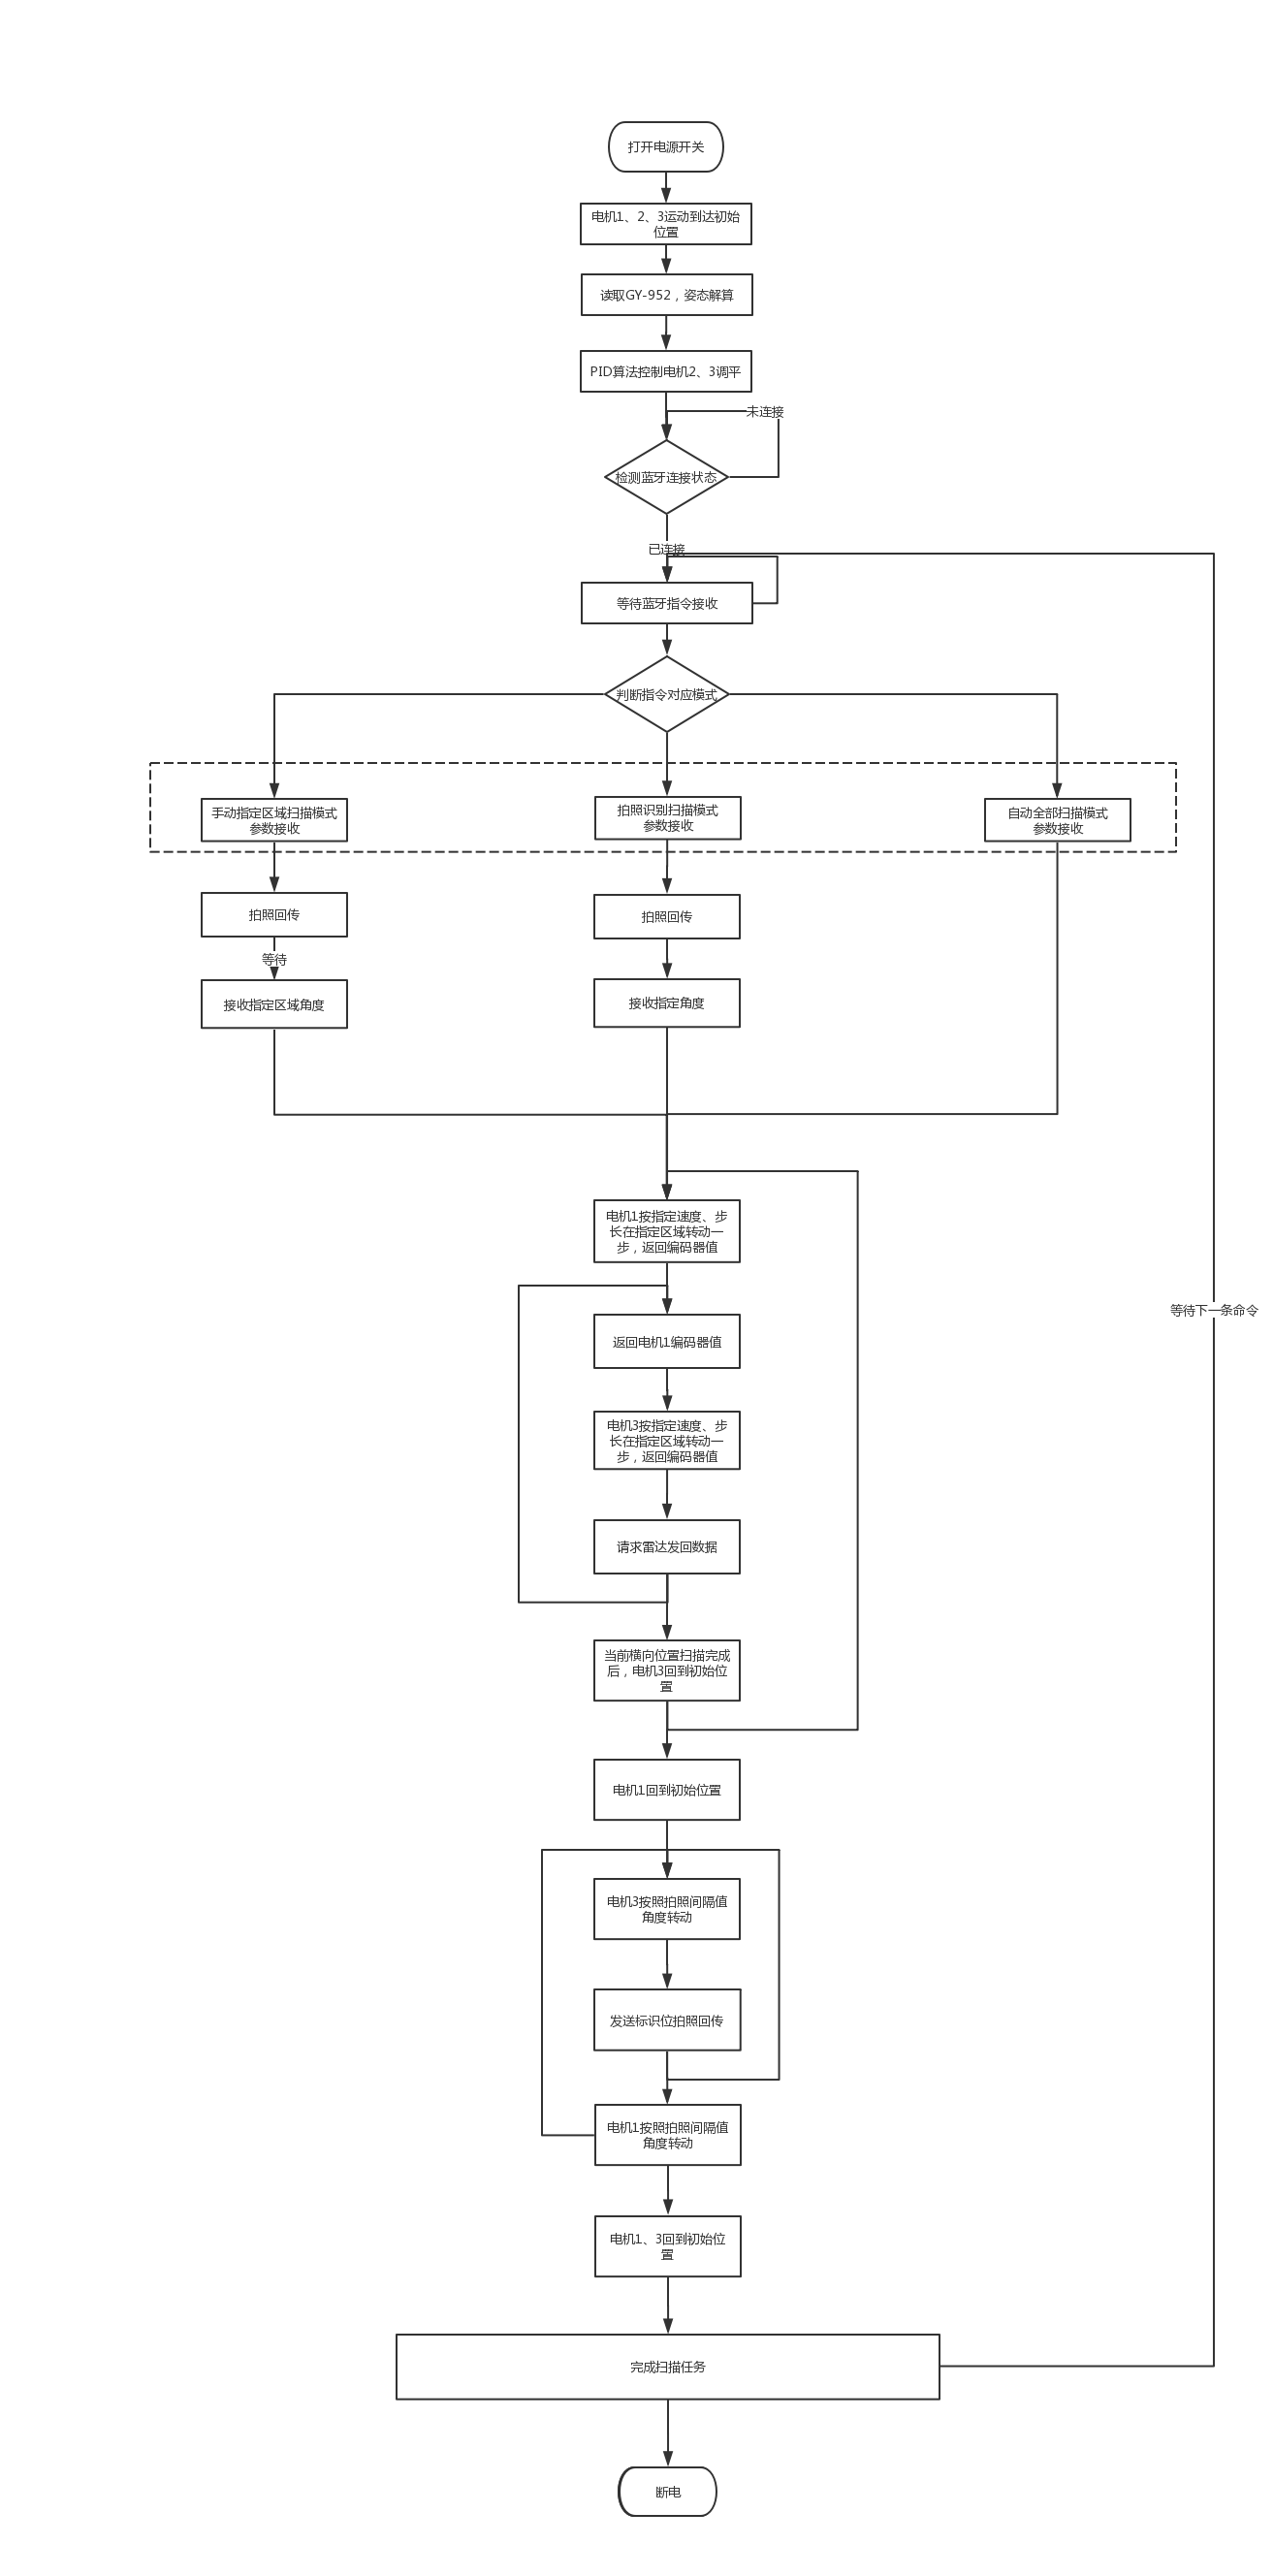 打开电源开关
电机1、2、3运动到达初始
位置
读取GY-952，姿态解算
PID算法控制电机2、3调平
未连接
检测蓝牙连接状态
已连接
等待蓝牙指令接收
判断指令对应模式
手动指定区域扫描模式
参数接收
拍照识别扫描模式
参数接收
自动全部扫描模式
参数接收
拍照回传
拍照回传
等待
接收指定区域角度
接收指定角度
电机1按指定速度、步
长在指定区域转动一
步，返回编码器值
等待下一条命令
返回电机1编码器值
电机3按指定速度、步
长在指定区域转动一
步，返回编码器值
请求雷达发回数据
当前横向位置扫描完成
后，电机3回到初始位
置
电机1回到初始位置
电机3按照拍照间隔值
角度转动
发送标识位拍照回传
电机1按照拍照间隔值
角度转动
电机1、3回到初始位
置
完成扫描任务
断电